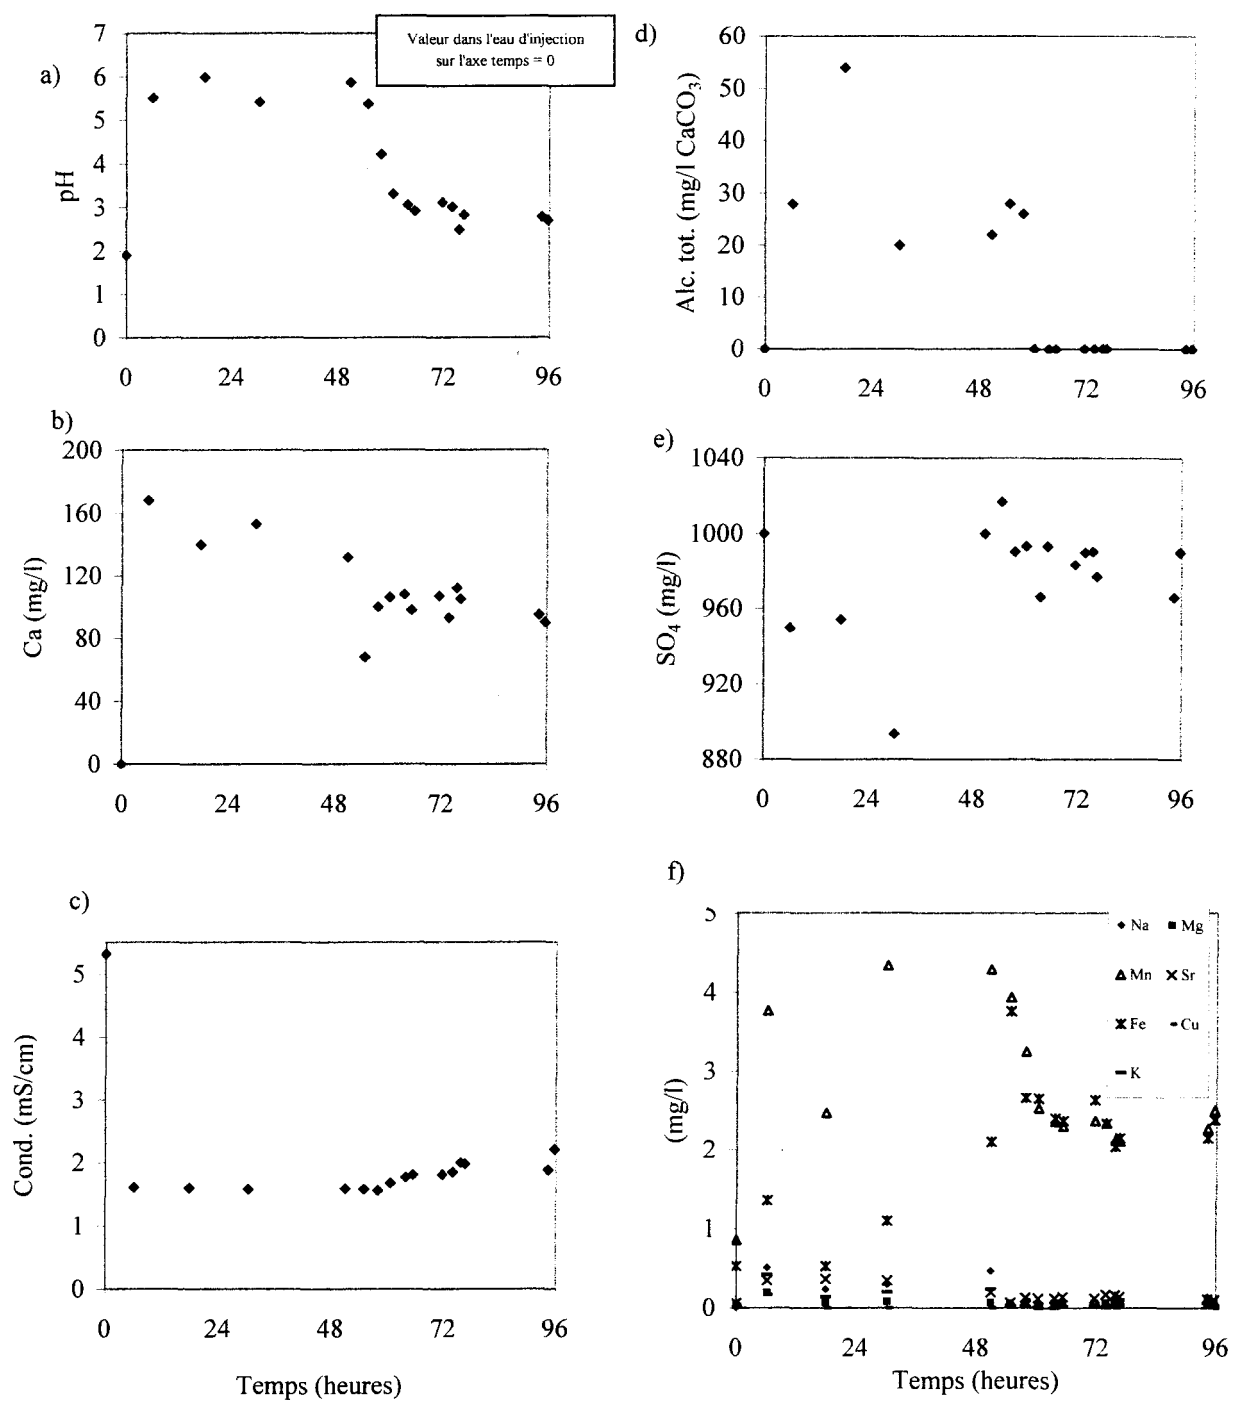 Valeur dans l'eau d'injection
sur l'axe temps = 0
a)
pH
7
6
5
4
3
2
1
0
0 24 48 72 96
b)
Ca (mg/l)
200
160
120
80
40
0
0 24 48 72 96
c)
Cond. (mS/cm)
5
4
3
2
1
0
0 24 48 72 96
Temps (heures)
d)
Alc. tot. (mg/l CaCO3)
60
50
40
30
20
10
0
0 24 48 72 96
e)
SO4 (mg/l)
1040
1000
960
920
880
0 24 48 72 96
f)
(mg/l)
5
4
3
2
1
0
0 24 48 72 96
Na Mg
Mn Sr
Fe Cu
K
Temps (heures)